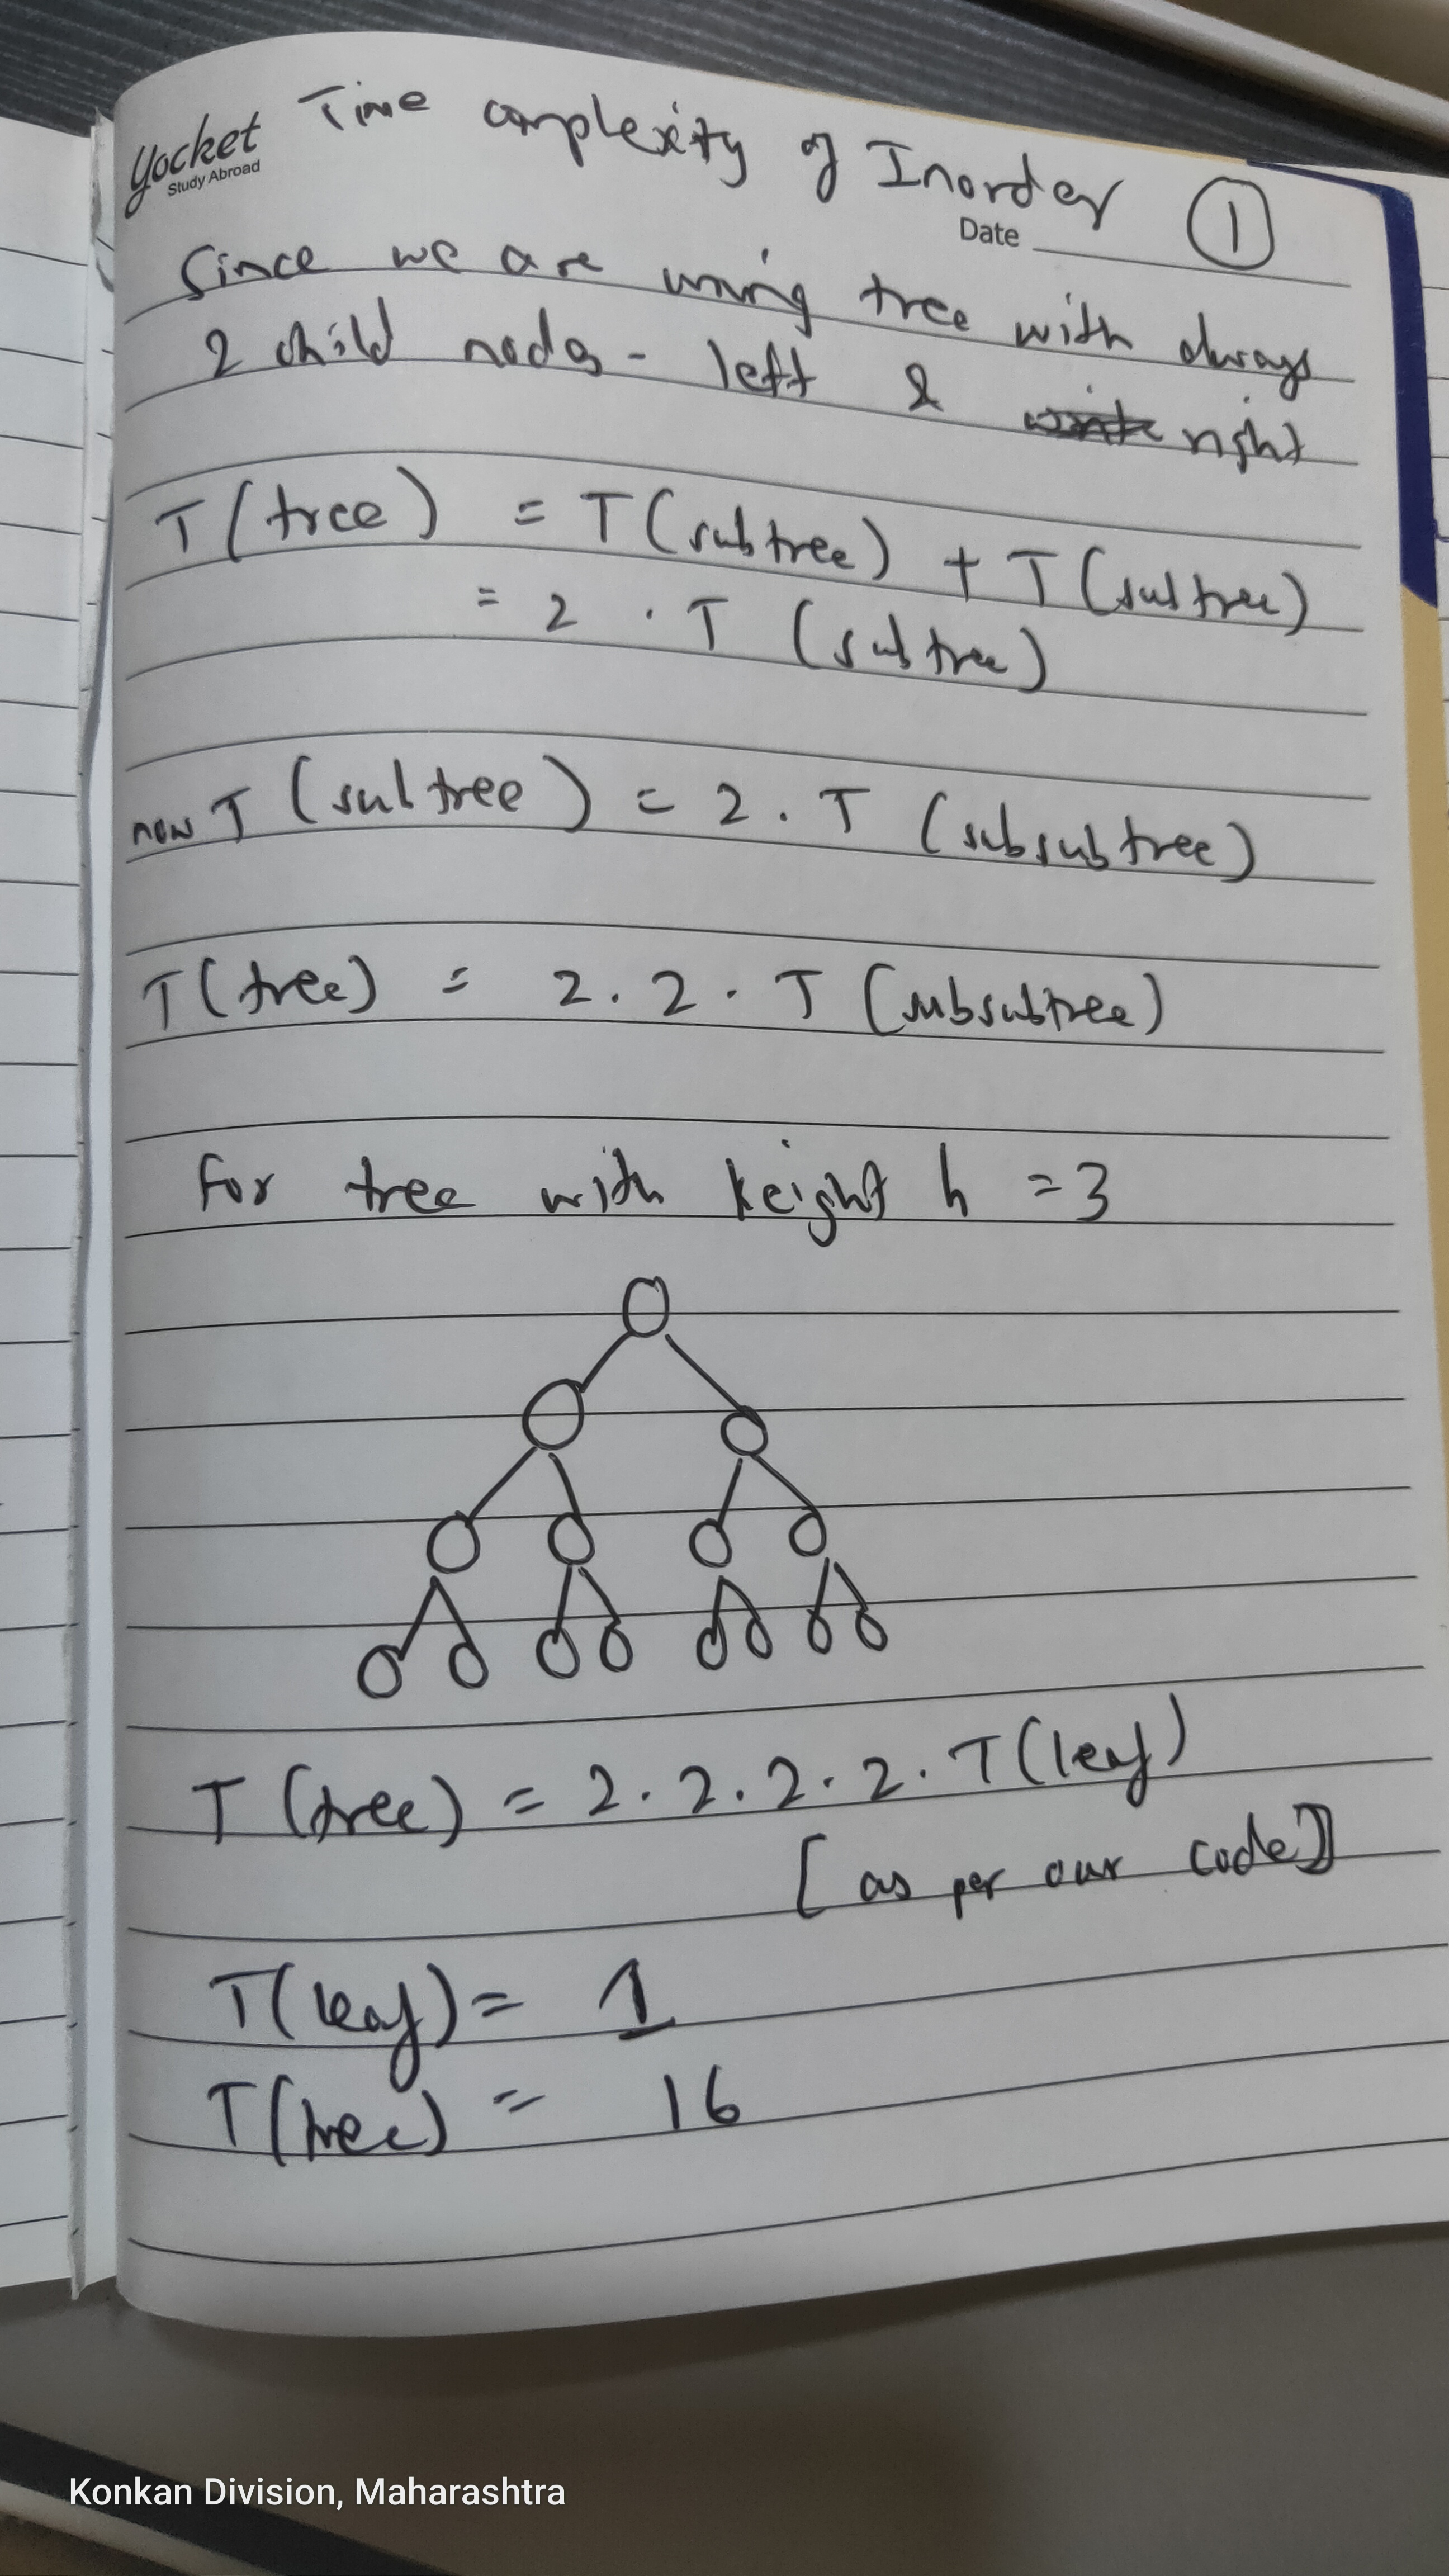 yocket
Study Abroad
Time complexity of Inorder ①
Date
Since we are using tree with always
2 child nodes - left & right
T(tree) = T(subtree) + T(subtree)
= 2 . T (subtree)
now T (subtree) = 2 . T (subsubtree)
T(tree) = 2 . 2 . T (subsubtree)
for tree with height h = 3
T (tree) = 2 . 2 . 2 . 2 . T(leaf)
[as per our code]
T(leaf) = 1
T(tree) = 16
Konkan Division, Maharashtra